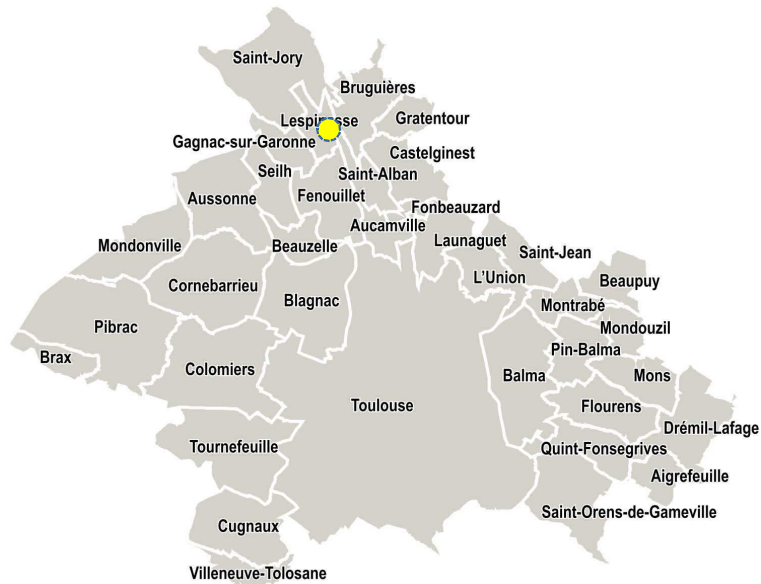 Saint-Jory
Bruguières
Lespinasse
Gratentour
Gagnac-sur-Garonne
Castelginest
Seilh
Saint-Alban
Aussonne
Fenouillet
Fonbeauzard
Aucamville
Launaguet
Mondonville
Beauzelle
Saint-Jean
L'Union
Beaupuy
Cornebarrieu
Blagnac
Montrabé
Pibrac
Mondouzil
Pin-Balma
Brax
Colomiers
Balma
Mons
Toulouse
Flourens
Drémil-Lafage
Tournefeuille
Quint-Fonsegrives
Aigrefeuille
Saint-Orens-de-Gameville
Cugnaux
Villeneuve-Tolosane